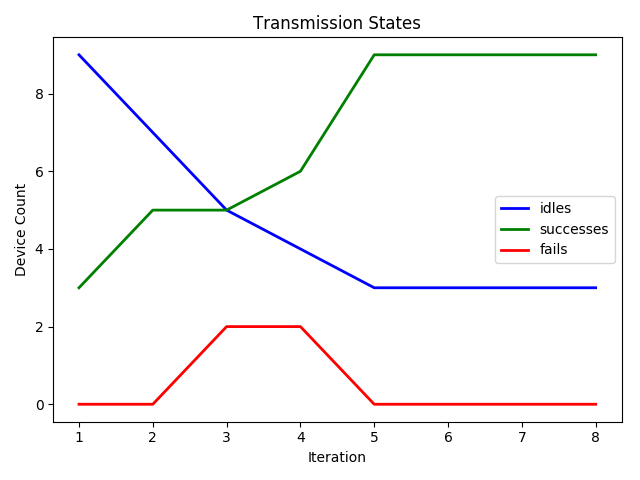 Transmission States
Device Count
8
6
4
2
0
idles
successes
fails
1 2 3 4 5 6 7 8
Iteration